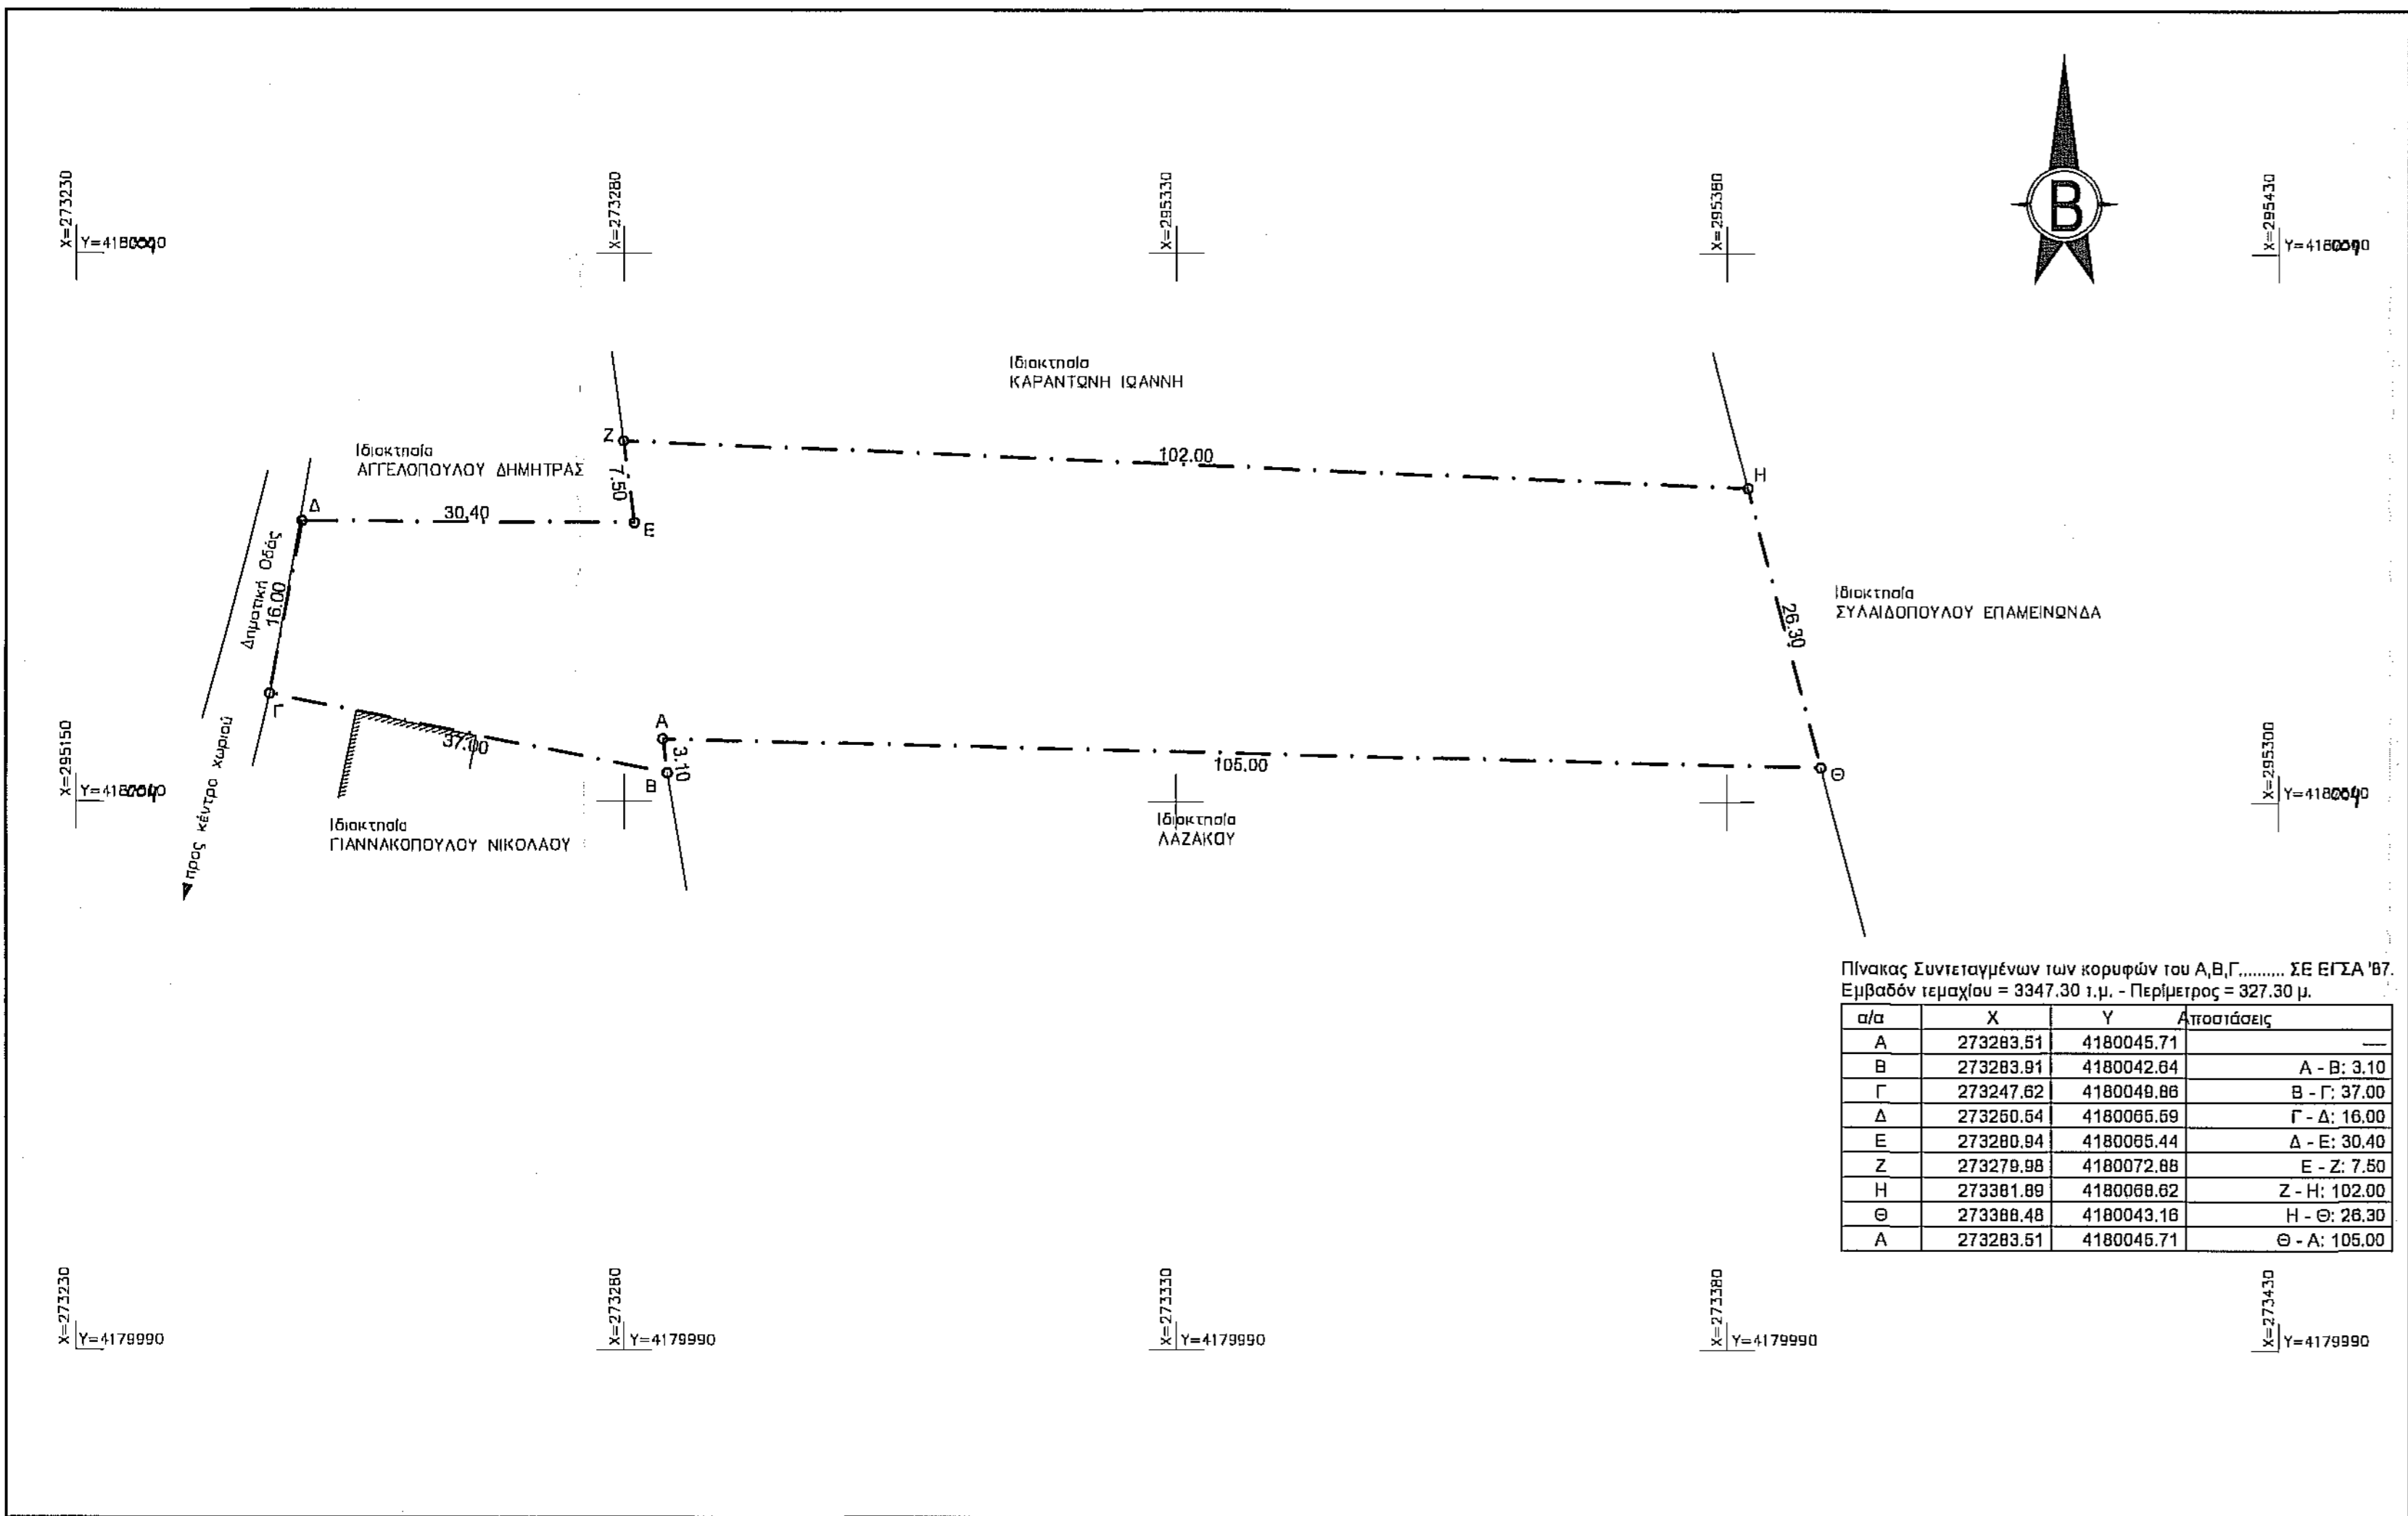 B
X=273230
X=273280
X=295330
X=295380
X=295430
Ιδιοκτησία
ΚΑΡΑΝΤΩΝΗ ΙΩΑΝΝΗ
Ζ
102.00
Η
Ιδιοκτησία
ΑΓΓΕΛΟΠΟΥΛΟΥ ΔΗΜΗΤΡΑΣ
7.50
Δ
30.40
Ε
Δημοτική Οδός
16.00
Ιδιοκτησία
ΣΥΛΑΙΔΟΠΟΥΛΟΥ ΕΠΑΜΕΙΝΩΝΔΑ
26.30
Γ
Α
37.00
3.10
105.00
Θ
Β
X=295150
X=295300
προς κέντρο χωριού
Ιδιοκτησία
ΓΙΑΝΝΑΚΟΠΟΥΛΟΥ ΝΙΚΟΛΑΟΥ
Ιδιοκτησία
ΛΑΖΑΚΟΥ
Πίνακας Συντεταγμένων των κορυφών του Α,Β,Γ.......... ΣΕ ΕΓΣΑ '87.
Εμβαδόν τεμαχίου = 3347.30 τ.μ. - Περίμετρος = 327.30 μ.
α/α X Y Αποστάσεις
Α 273283.51 4180045.71 ----
Β 273283.91 4180042.64 Α - Β: 3.10
Γ 273247.62 4180049.86 Β - Γ: 37.00
Δ 273250.54 4180065.59 Γ - Δ: 16.00
Ε 273280.94 4180065.44 Δ - Ε: 30.40
Ζ 273279.98 4180072.88 Ε - Ζ: 7.50
Η 273381.89 4180068.62 Ζ - Η: 102.00
Θ 273388.48 4180043.16 Η - Θ: 26.30
Α 273283.51 4180045.71 Θ - Α: 105.00
X=273230
Y=4179990
X=273280
Y=4179990
X=273330
Y=4179990
X=273380
Y=4179990
X=273430
Y=4179990